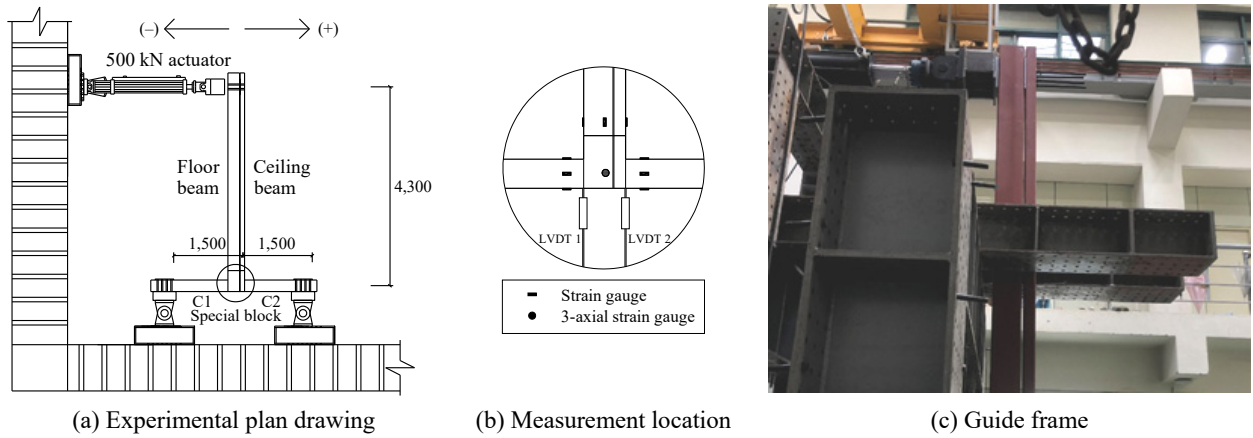 (–)
(+)
500 kN actuator
Floor
beam
Ceiling
beam
4,300
1,500
1,500
C1
C2
Special block
LVDT 1
LVDT 2
Strain gauge
3-axial strain gauge
(a) Experimental plan drawing
(b) Measurement location
(c) Guide frame